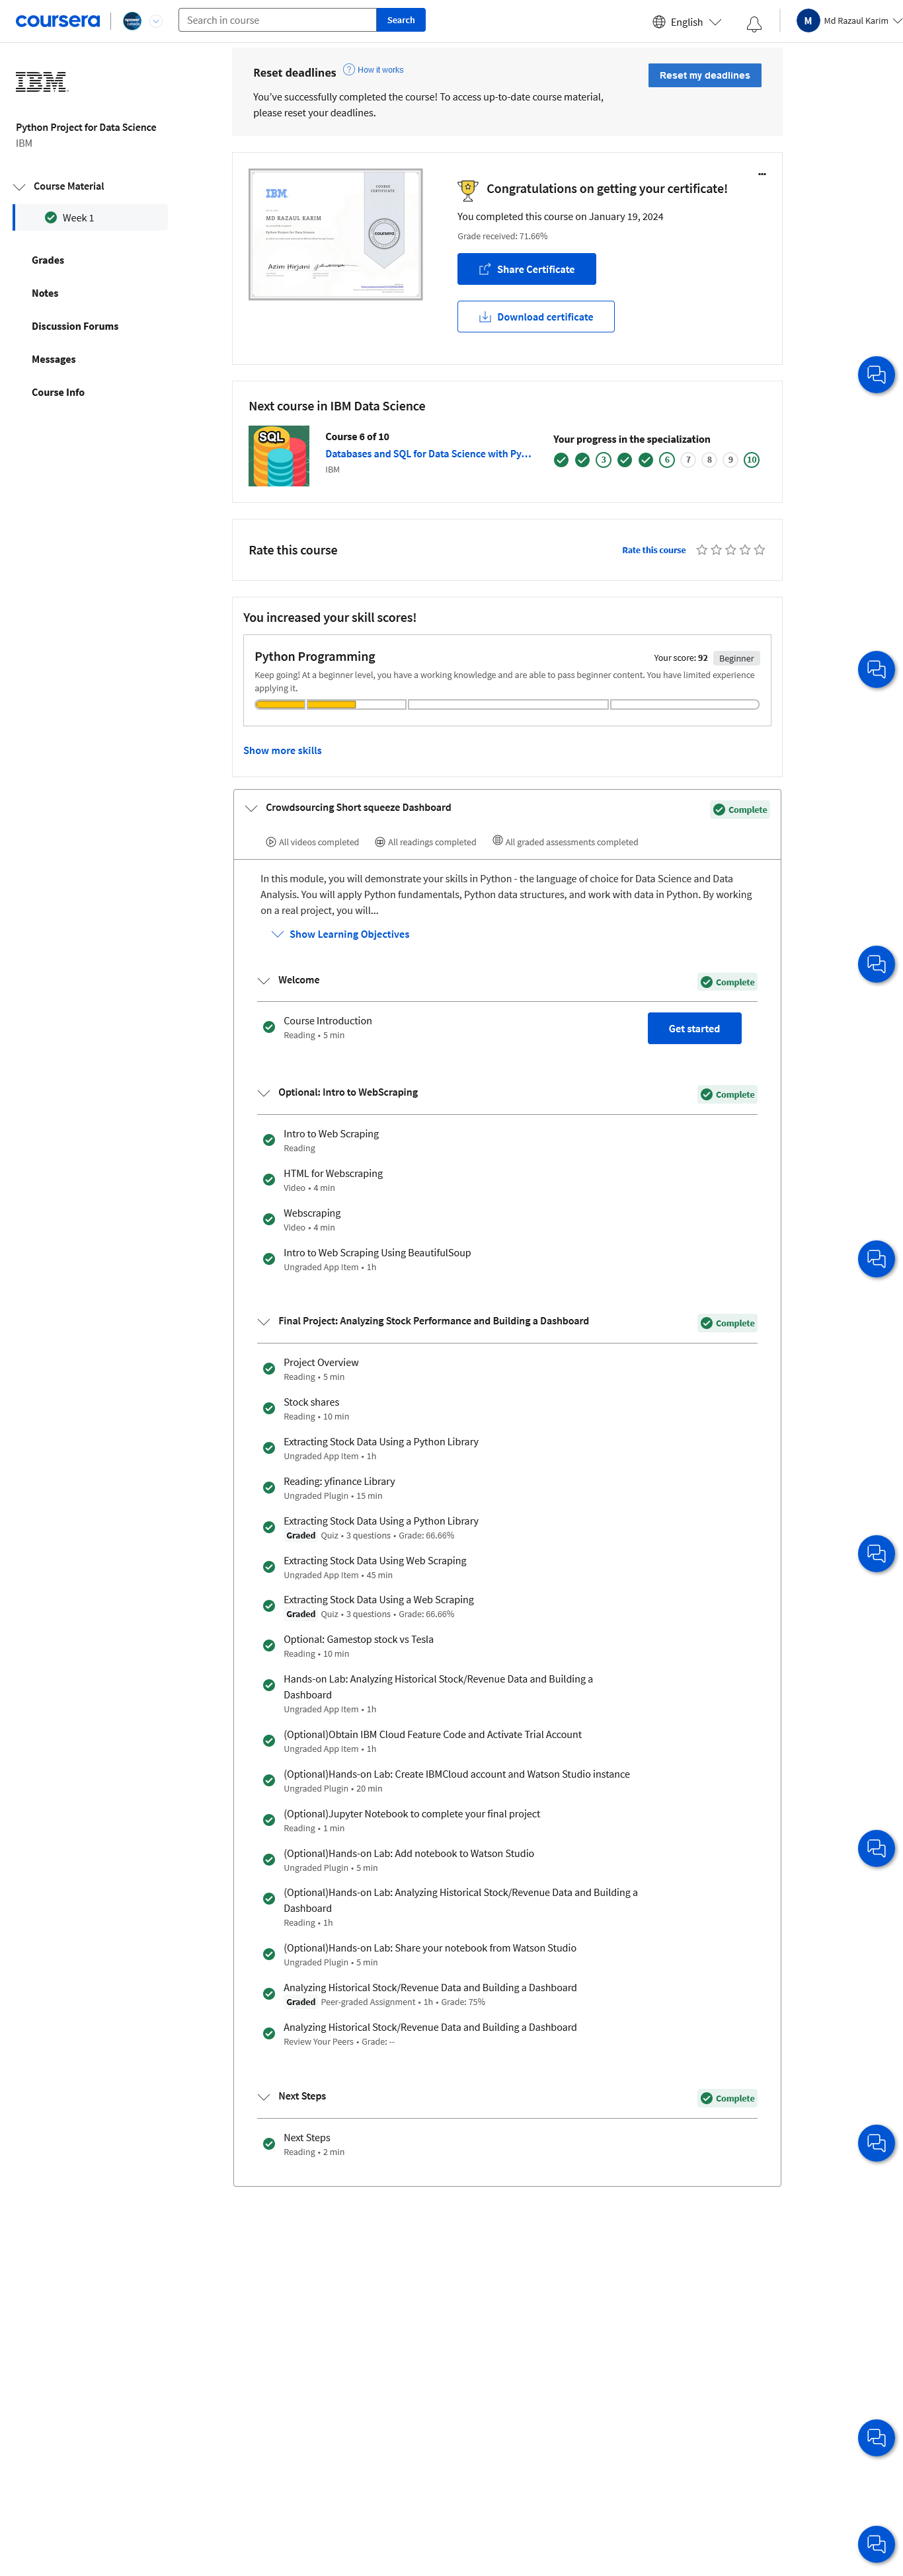 coursera
Search in course
Search
English
M
Md Razaul Karim
IBM
Python Project for Data Science
IBM
Course Material
Week 1
Grades
Notes
Discussion Forums
Messages
Course Info
Reset deadlines ? How it works
You've successfully completed the course! To access up-to-date course material,
please reset your deadlines.
Reset my deadlines
IBM
MD RAZAUL KARIM
Python Project for Data Science
COURSE
CERTIFICATE
coursera
Azim Hirjani
Congratulations on getting your certificate!
You completed this course on January 19, 2024
Grade received: 71.66%
Share Certificate
Download certificate
Next course in IBM Data Science
SQL
Course 6 of 10
Databases and SQL for Data Science with Py...
IBM
Your progress in the specialization
3 6 7 8 9 10
Rate this course
Rate this course
You increased your skill scores!
Python Programming
Your score: 92 Beginner
Keep going! At a beginner level, you have a working knowledge and are able to pass beginner content. You have limited experience
applying it.
Show more skills
Crowdsourcing Short squeeze Dashboard
Complete
All videos completed All readings completed All graded assessments completed
In this module, you will demonstrate your skills in Python - the language of choice for Data Science and Data
Analysis. You will apply Python fundamentals, Python data structures, and work with data in Python. By working
on a real project, you will...
Show Learning Objectives
Welcome
Complete
Course Introduction
Reading • 5 min
Get started
Optional: Intro to WebScraping
Complete
Intro to Web Scraping
Reading
HTML for Webscraping
Video • 4 min
Webscraping
Video • 4 min
Intro to Web Scraping Using BeautifulSoup
Ungraded App Item • 1h
Final Project: Analyzing Stock Performance and Building a Dashboard
Complete
Project Overview
Reading • 5 min
Stock shares
Reading • 10 min
Extracting Stock Data Using a Python Library
Ungraded App Item • 1h
Reading: yfinance Library
Ungraded Plugin • 15 min
Extracting Stock Data Using a Python Library
Graded Quiz • 3 questions • Grade: 66.66%
Extracting Stock Data Using Web Scraping
Ungraded App Item • 45 min
Extracting Stock Data Using a Web Scraping
Graded Quiz • 3 questions • Grade: 66.66%
Optional: Gamestop stock vs Tesla
Reading • 10 min
Hands-on Lab: Analyzing Historical Stock/Revenue Data and Building a
Dashboard
Ungraded App Item • 1h
(Optional)Obtain IBM Cloud Feature Code and Activate Trial Account
Ungraded App Item • 1h
(Optional)Hands-on Lab: Create IBMCloud account and Watson Studio instance
Ungraded Plugin • 20 min
(Optional)Jupyter Notebook to complete your final project
Reading • 1 min
(Optional)Hands-on Lab: Add notebook to Watson Studio
Ungraded Plugin • 5 min
(Optional)Hands-on Lab: Analyzing Historical Stock/Revenue Data and Building a
Dashboard
Reading • 1h
(Optional)Hands-on Lab: Share your notebook from Watson Studio
Ungraded Plugin • 5 min
Analyzing Historical Stock/Revenue Data and Building a Dashboard
Graded Peer-graded Assignment • 1h • Grade: 75%
Analyzing Historical Stock/Revenue Data and Building a Dashboard
Review Your Peers • Grade: --
Next Steps
Complete
Next Steps
Reading • 2 min